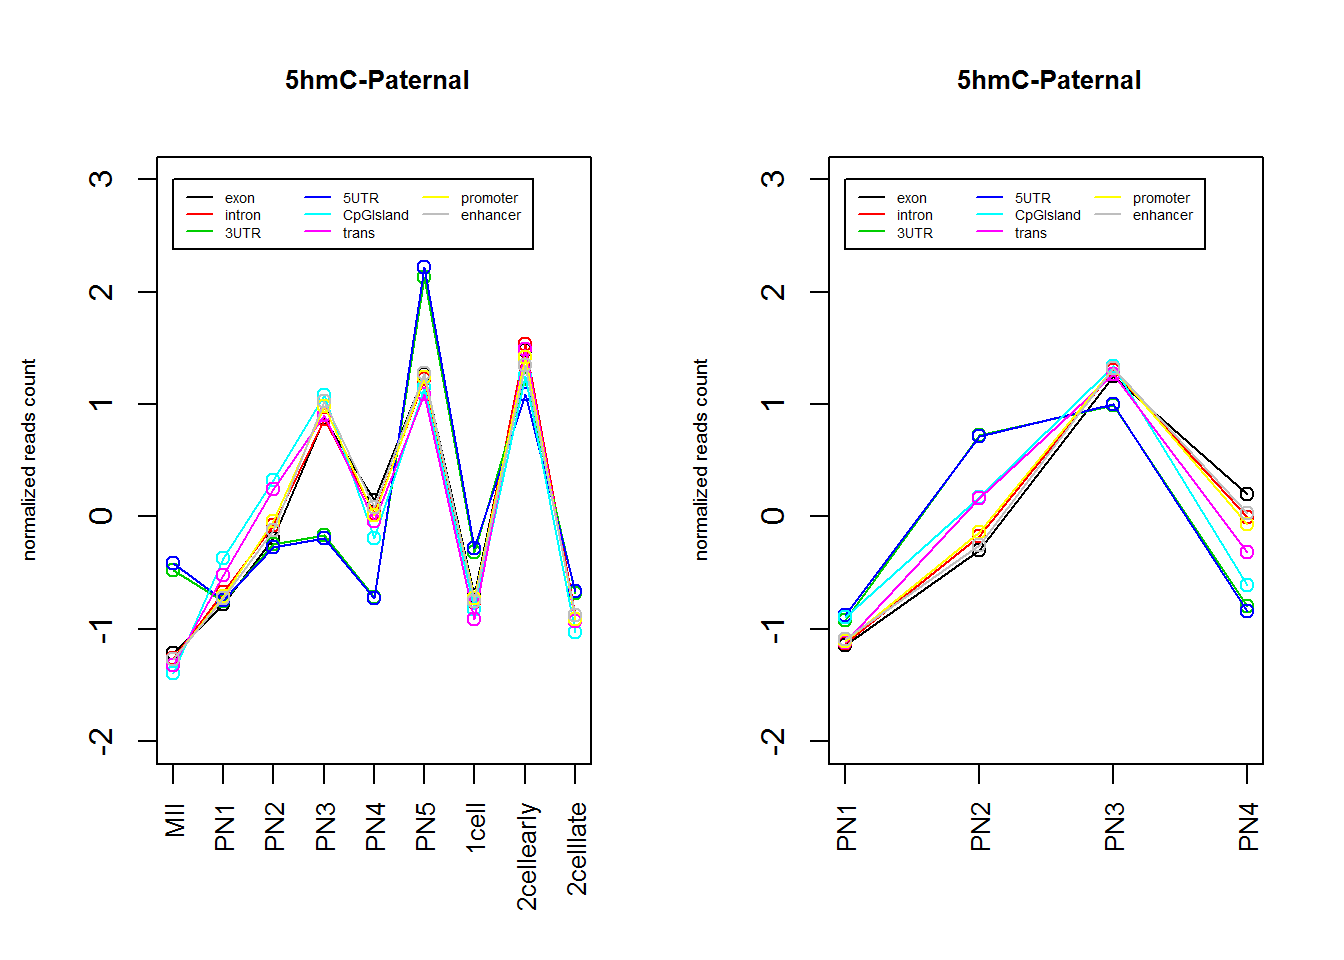 5hmC-Paternal
normalized reads count
3
2
1
0
-1
-2
exon
intron
3UTR
5UTR
CpGIsland
trans
promoter
enhancer
MII
PN1
PN2
PN3
PN4
PN5
1cell
2cellearly
2celllate
5hmC-Paternal
normalized reads count
3
2
1
0
-1
-2
exon
intron
3UTR
5UTR
CpGIsland
trans
promoter
enhancer
PN1
PN2
PN3
PN4